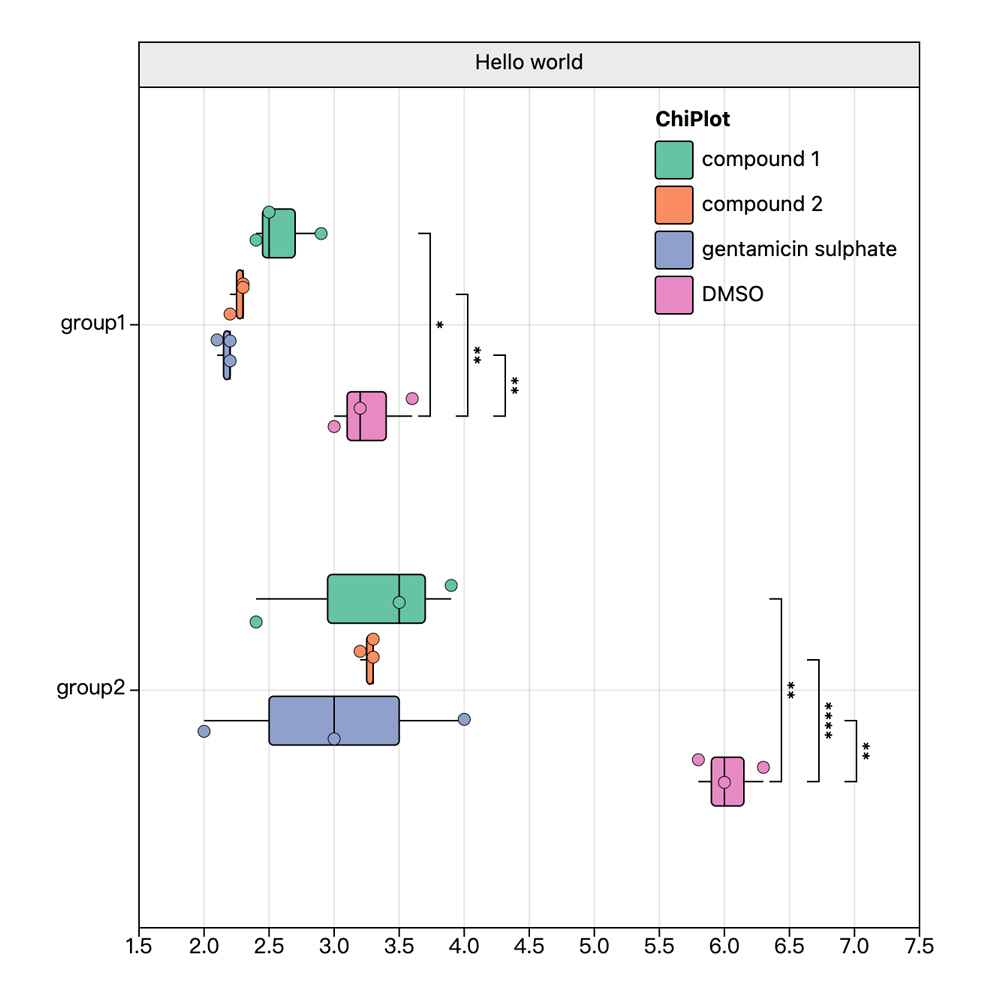 Hello world
ChiPlot
compound 1
compound 2
gentamicin sulphate
DMSO
group1
*
**
**
group2
**
****
**
1.5 2.0 2.5 3.0 3.5 4.0 4.5 5.0 5.5 6.0 6.5 7.0 7.5